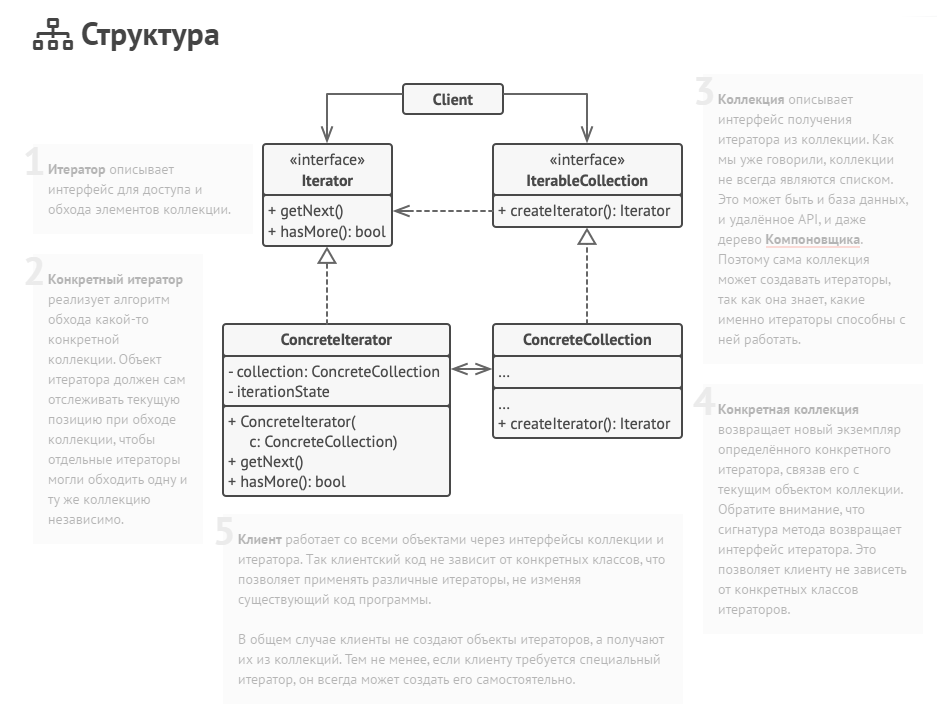 Структура
Client
«interface»
Iterator
+ getNext()
+ hasMore(): bool
«interface»
IterableCollection
+ createIterator(): Iterator
ConcreteIterator
- collection: ConcreteCollection
- iterationState
+ ConcreteIterator(
c: ConcreteCollection)
+ getNext()
+ hasMore(): bool
ConcreteCollection
...
...
+ createIterator(): Iterator
1
Итератор описывает
интерфейс для доступа и
обхода элементов коллекции.
2
Конкретный итератор
реализует алгоритм
обхода какой-то
конкретной
коллекции. Объект
итератора должен сам
отслеживать текущую
позицию при обходе
коллекции, чтобы
отдельные итераторы
могли обходить одну и
ту же коллекцию
независимо.
3
Коллекция описывает
интерфейс получения
итератора из коллекции. Как
мы уже говорили, коллекции
не всегда являются списком.
Это может быть и база данных,
и удалённое API, и даже
дерево Компоновщика.
Поэтому сама коллекция
может создавать итераторы,
так как она знает, какие
именно итераторы способны с
ней работать.
4
Конкретная коллекция
возвращает новый экземпляр
определённого конкретного
итератора, связав его с
текущим объектом коллекции.
Обратите внимание, что
сигнатура метода возвращает
интерфейс итератора. Это
позволяет клиенту не зависеть
от конкретных классов
итераторов.
5
Клиент работает со всеми объектами через интерфейсы коллекции и
итератора. Так клиентский код не зависит от конкретных классов, что
позволяет применять различные итераторы, не изменяя
существующий код программы.
В общем случае клиенты не создают объекты итераторов, а получают
их из коллекций. Тем не менее, если клиенту требуется специальный
итератор, он всегда может создать его самостоятельно.